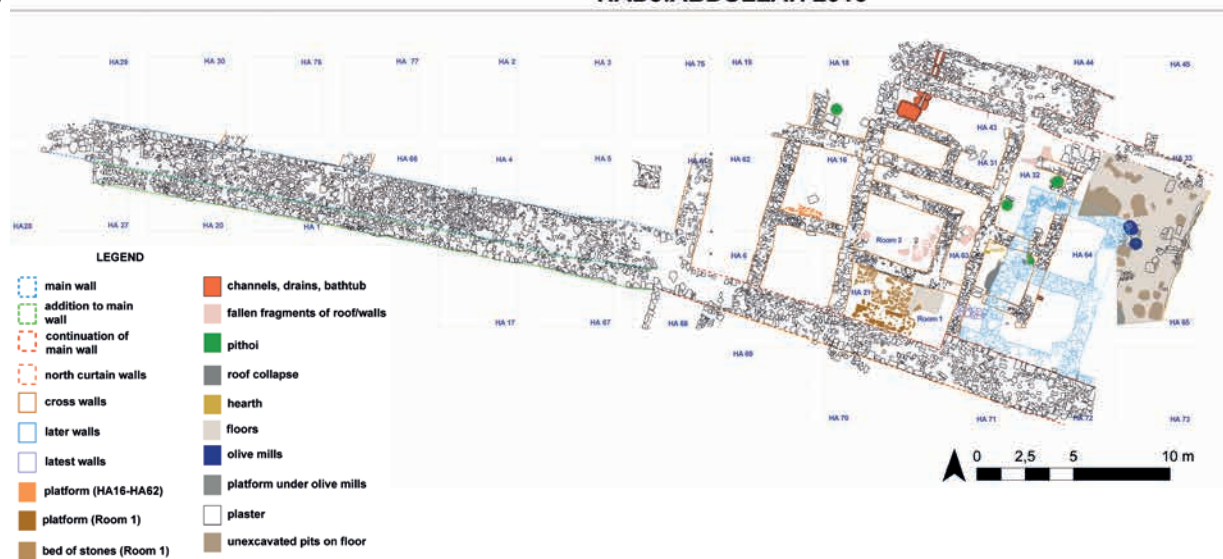 HA29 HA 30 HA 76 HA 77 HA 2 HA 3 HA 75 HA 15 HA 18 HA 44 HA 45
HA 43
HA 66 HA 4 HA 5 HA 62 HA 16 HA 31 HA 33
HA 32
HA28 HA 37 HA 20 HA 1
Room 2
HA 6 HA 63 HA 64
HA 21
Room 1
HA 17 HA 67 HA 68 HA 65
HA 69
HA 70 HA 71 HA 72 HA 73
LEGEND
main wall
addition to main
wall
continuation of
main wall
north curtain walls
cross walls
later walls
latest walls
platform (HA16-HA62)
platform (Room 1)
bed of stones (Room 1)
channels, drains, bathtub
fallen fragments of roof/walls
pithoi
roof collapse
hearth
floors
olive mills
platform under olive mills
plaster
unexcavated pits on floor
0 2,5 5 10 m